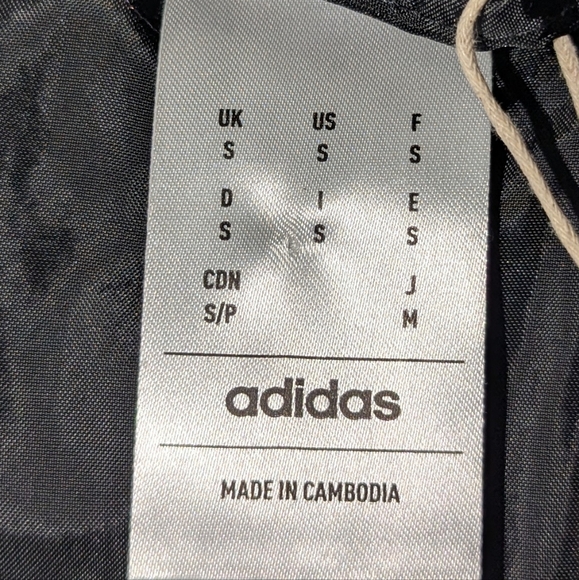 UK US F
S S S
D I E
S S S
CDN J
S/P M
adidas
MADE IN CAMBODIA